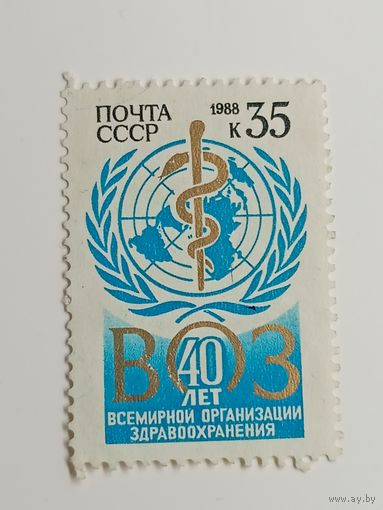 ПОЧТА
СССР
1988
К 35
ВОЗ
40
ЛЕТ
ВСЕМИРНОЙ ОРГАНИЗАЦИИ
ЗДРАВООХРАНЕНИЯ
www.ay.by